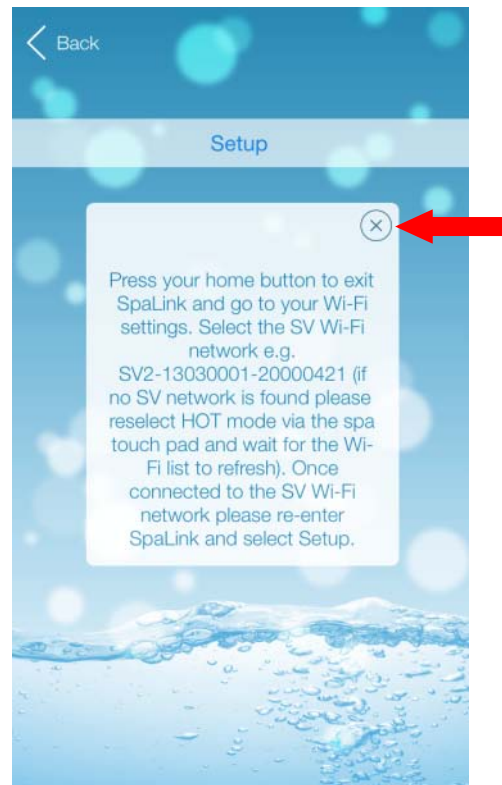 Back
Setup
Press your home button to exit
SpaLink and go to your Wi-Fi
settings. Select the SV Wi-Fi
network e.g.
SV2-13030001-20000421 (if
no SV network is found please
reselect HOT mode via the spa
touch pad and wait for the Wi-
Fi list to refresh). Once
connected to the SV Wi-Fi
network please re-enter
SpaLink and select Setup.